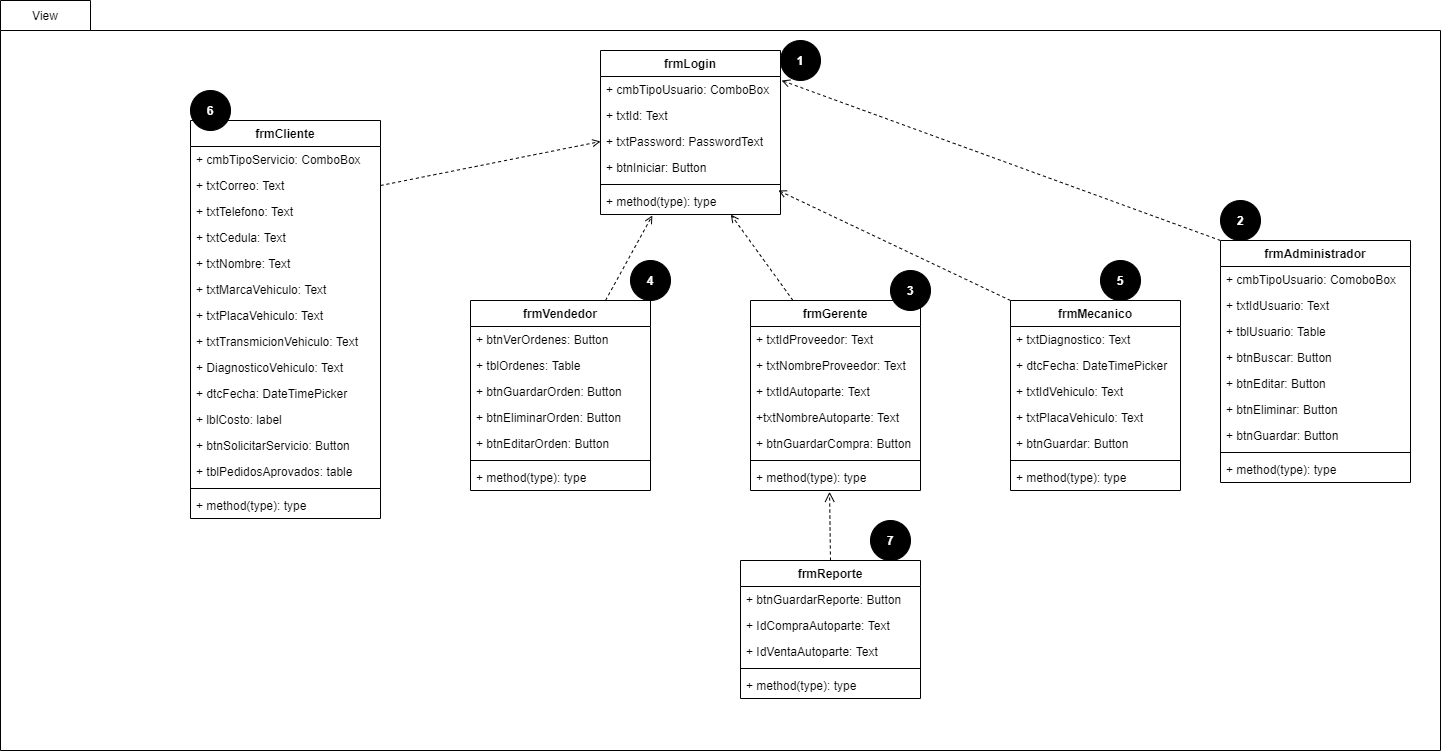 View
1
frmLogin
+ cmbTipoUsuario: ComboBox
+ txtId: Text
+ txtPassword: PasswordText
+ btnIniciar: Button
+ method(type): type
6
frmCliente
+ cmbTipoServicio: ComboBox
+ txtCorreo: Text
+ txtTelefono: Text
+ txtCedula: Text
+ txtNombre: Text
+ txtMarcaVehiculo: Text
+ txtPlacaVehiculo: Text
+ txtTransmicionVehiculo: Text
+ DiagnosticoVehiculo: Text
+ dtcFecha: DateTimePicker
+ lblCosto: label
+ btnSolicitarServicio: Button
+ tblPedidosAprovados: table
+ method(type): type
4
frmVendedor
+ btnVerOrdenes: Button
+ tblOrdenes: Table
+ btnGuardarOrden: Button
+ btnEliminarOrden: Button
+ btnEditarOrden: Button
+ method(type): type
3
frmGerente
+ txtIdProveedor: Text
+ txtNombreProveedor: Text
+ txtIdAutoparte: Text
+txtNombreAutoparte: Text
+ btnGuardarCompra: Button
+ method(type): type
5
frmMecanico
+ txtDiagnostico: Text
+ dtcFecha: DateTimePicker
+ txtIdVehiculo: Text
+ txtPlacaVehiculo: Text
+ btnGuardar: Button
+ method(type): type
2
frmAdministrador
+ cmbTipoUsuario: ComoboBox
+ txtIdUsuario: Text
+ tblUsuario: Table
+ btnBuscar: Button
+ btnEditar: Button
+ btnEliminar: Button
+ btnGuardar: Button
+ method(type): type
7
frmReporte
+ btnGuardarReporte: Button
+ IdCompraAutoparte: Text
+ IdVentaAutoparte: Text
+ method(type): type